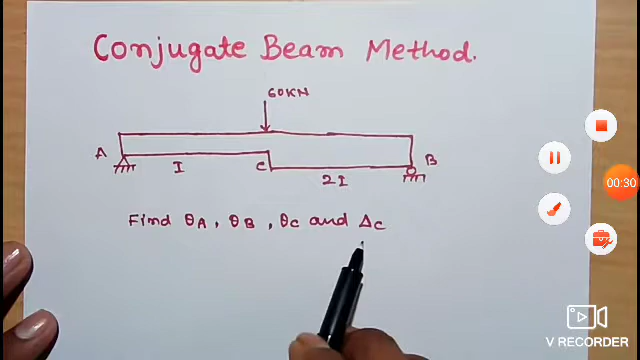 Conjugate Beam Method.
60KN
A
I
C
2I
B
Find θA, θB, θC and ΔC
00:30
V RECORDER